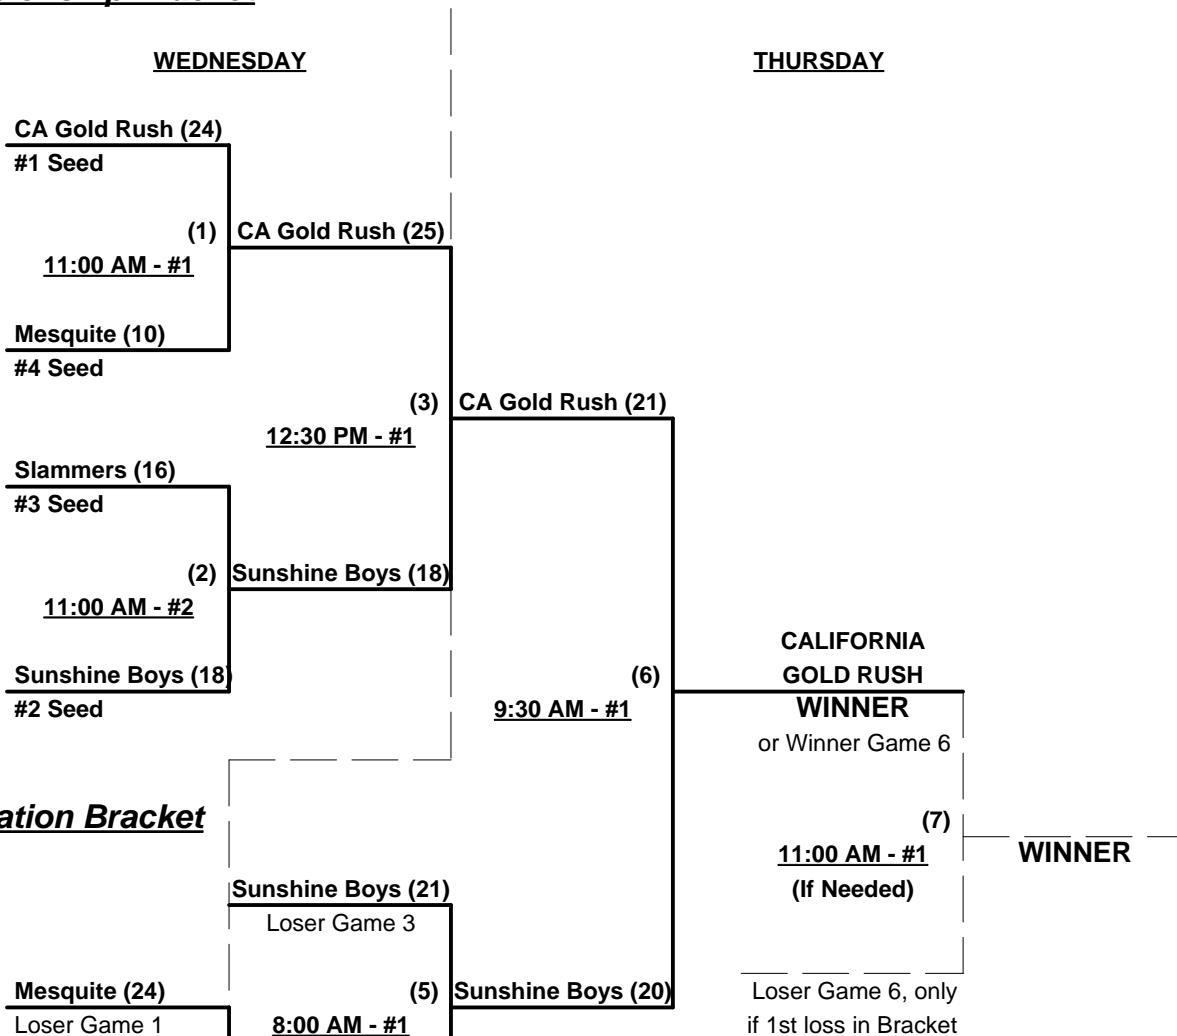 WEDNESDAY
THURSDAY
CA Gold Rush (24)
#1 Seed
(1)
CA Gold Rush (25)
11:00 AM - #1
Mesquite (10)
#4 Seed
(3)
CA Gold Rush (21)
12:30 PM - #1
Slammers (16)
#3 Seed
(2)
Sunshine Boys (18)
11:00 AM - #2
Sunshine Boys (18)
#2 Seed
(6)
9:30 AM - #1
CALIFORNIA
GOLD RUSH
WINNER
or Winner Game 6
ation Bracket
(7)
11:00 AM - #1
(If Needed)
WINNER
Sunshine Boys (21)
Loser Game 3
Mesquite (24)
Loser Game 1
(5)
Sunshine Boys (20)
8:00 AM - #1
Loser Game 6, only
if 1st loss in Bracket